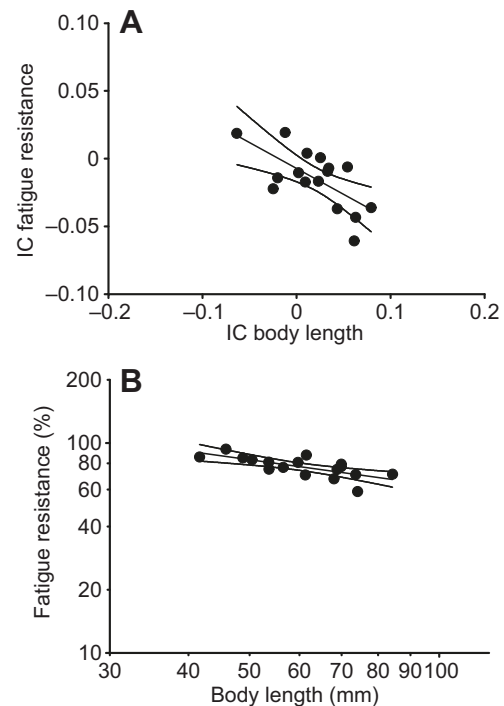 A
0.10
0.05
0
–0.05
–0.10
IC fatigue resistance
–0.2 –0.1 0 0.1 0.2
IC body length
B
200
100
80
60
40
20
10
Fatigue resistance (%)
30 40 50 60 70 80 90 100
Body length (mm)